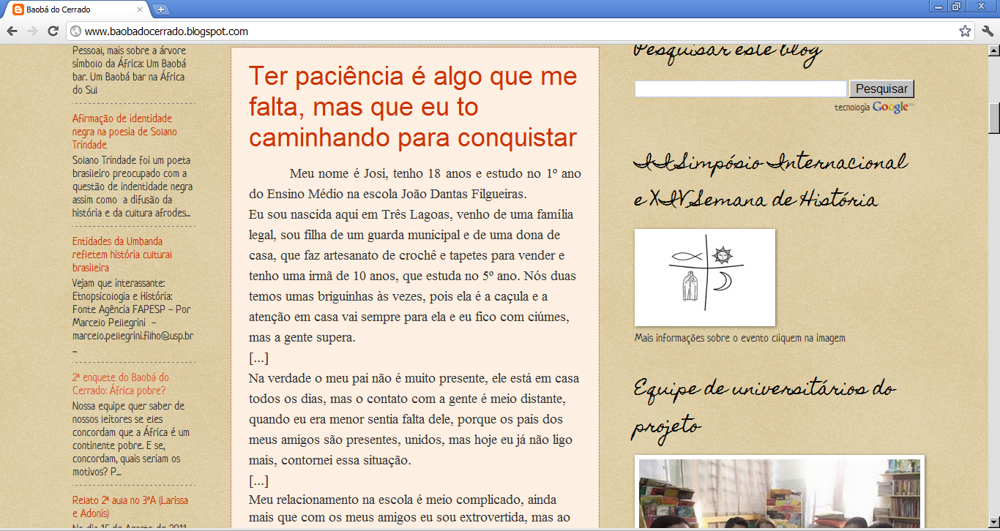 Baobá do Cerrado
www.baobadocerrado.blogspot.com
Pessoal, mais sobre a árvore
símbolo da África: Um Baobá
bar. Um Baobá bar na África
do Sul
Afirmação de identidade
negra na poesia de Solano
Trindade
Solano Trindade foi um poeta
brasileiro preocupado com a
questão de indentidade negra
assim como a difusão da
história e da cultura afrodes...
Entidades da Umbanda
refletem história cultural
brasileira
Vejam que interessante:
Etnopsicologia e História:
Fonte Agência FAPESP - Por
Marcelo Pellegrini -
marcelo.pellegrini.filho@usp.br
...
2ª enquete do Baobá do
Cerrado: África pobre?
Nossa equipe quer saber de
nossos leitores se eles
concordam que a África é um
continente pobre. E se,
concordam, quais seriam os
motivos? P...
Relato 2ª aula no 3ºA (Larissa
e Adonis)
No dia 15 de Agosto de 2011
Ter paciência é algo que me
falta, mas que eu to
caminhando para conquistar
Meu nome é Josi, tenho 18 anos e estudo no 1º ano
do Ensino Médio na escola João Dantas Filgueiras.
Eu sou nascida aqui em Três Lagoas, venho de uma família
legal, sou filha de um guarda municipal e de uma dona de
casa, que faz artesanato de crochê e tapetes para vender e
tenho uma irmã de 10 anos, que estuda no 5º ano. Nós duas
temos umas briguinhas às vezes, pois ela é a caçula e a
atenção em casa vai sempre para ela e eu fico com ciúmes,
mas a gente supera.
[...]
Na verdade o meu pai não é muito presente, ele está em casa
todos os dias, mas o contato com a gente é meio distante,
quando eu era menor sentia falta dele, porque os pais dos
meus amigos são presentes, unidos, mas hoje eu já não ligo
mais, contornei essa situação.
[...]
Meu relacionamento na escola é meio complicado, ainda
mais que com os meus amigos eu sou extrovertida, mas ao
Pesquisar este blog
Pesquisar
tecnologia Google
II Simpósio Internacional
e XIV Semana de História
Mais informações sobre o evento cliquem na imagem
Equipe de universitários do
projeto